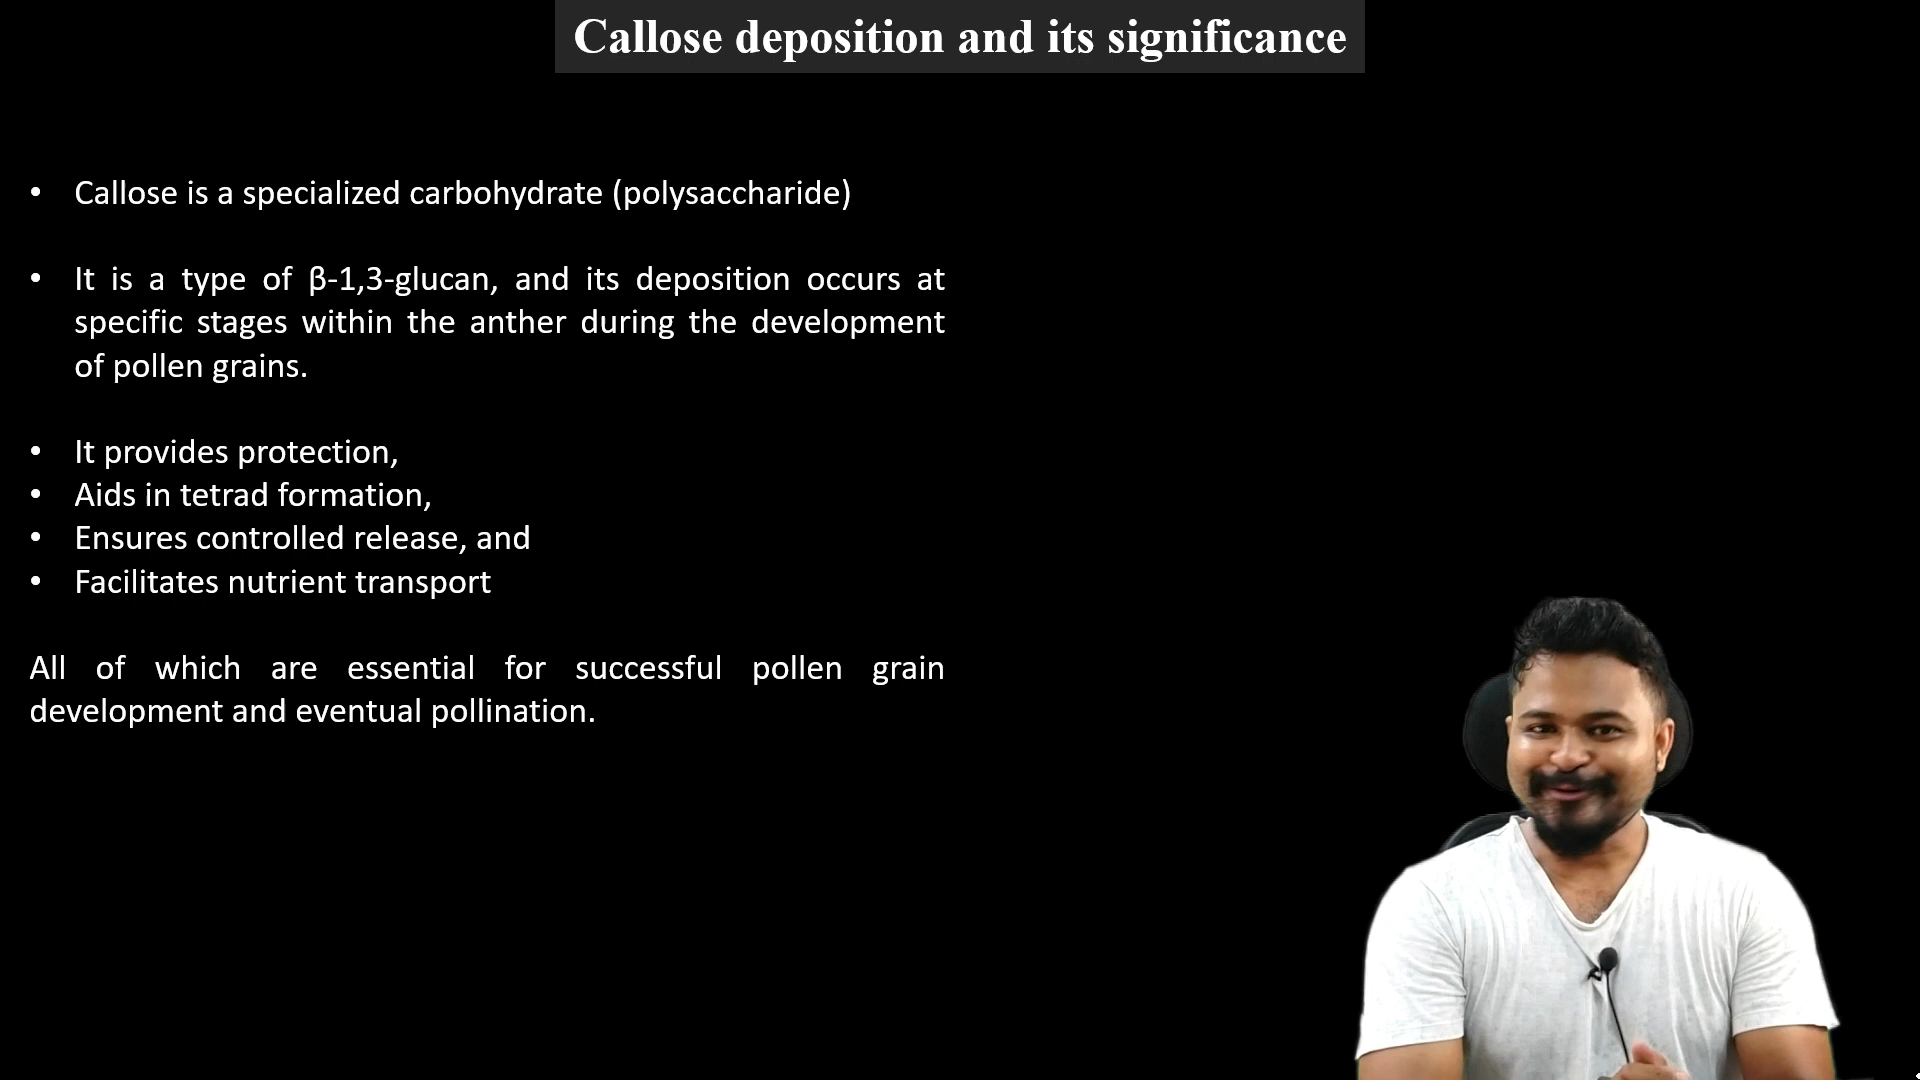 Callose deposition and its significance
• Callose is a specialized carbohydrate (polysaccharide)
• It is a type of β-1,3-glucan, and its deposition occurs at
specific stages within the anther during the development
of pollen grains.
• It provides protection,
• Aids in tetrad formation,
• Ensures controlled release, and
• Facilitates nutrient transport
All of which are essential for successful pollen grain
development and eventual pollination.